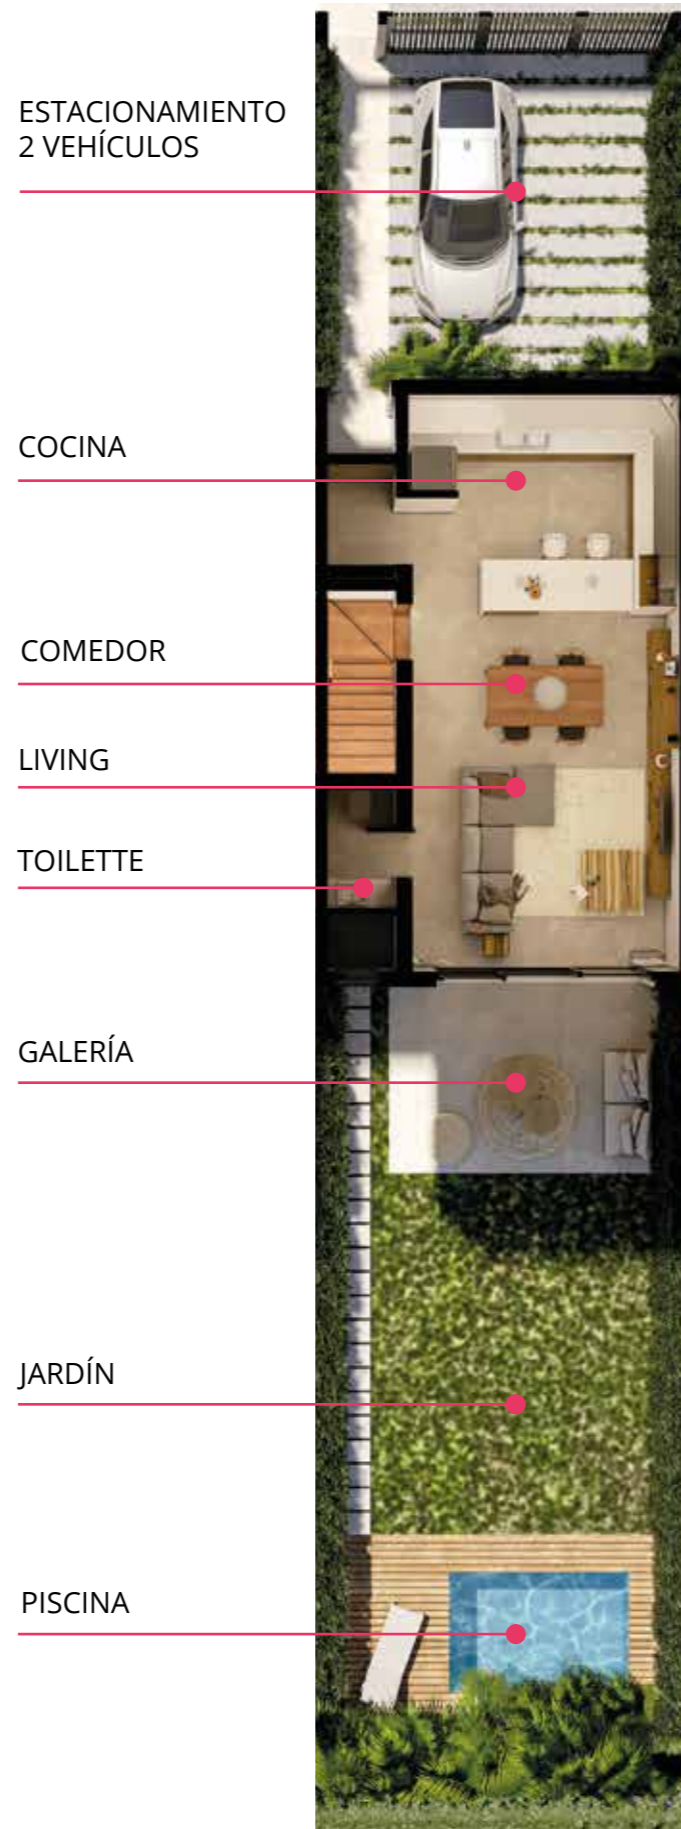 ESTACIONAMIENTO
2 VEHÍCULOS
COCINA
COMEDOR
LIVING
TOILETTE
GALERÍA
JARDÍN
PISCINA